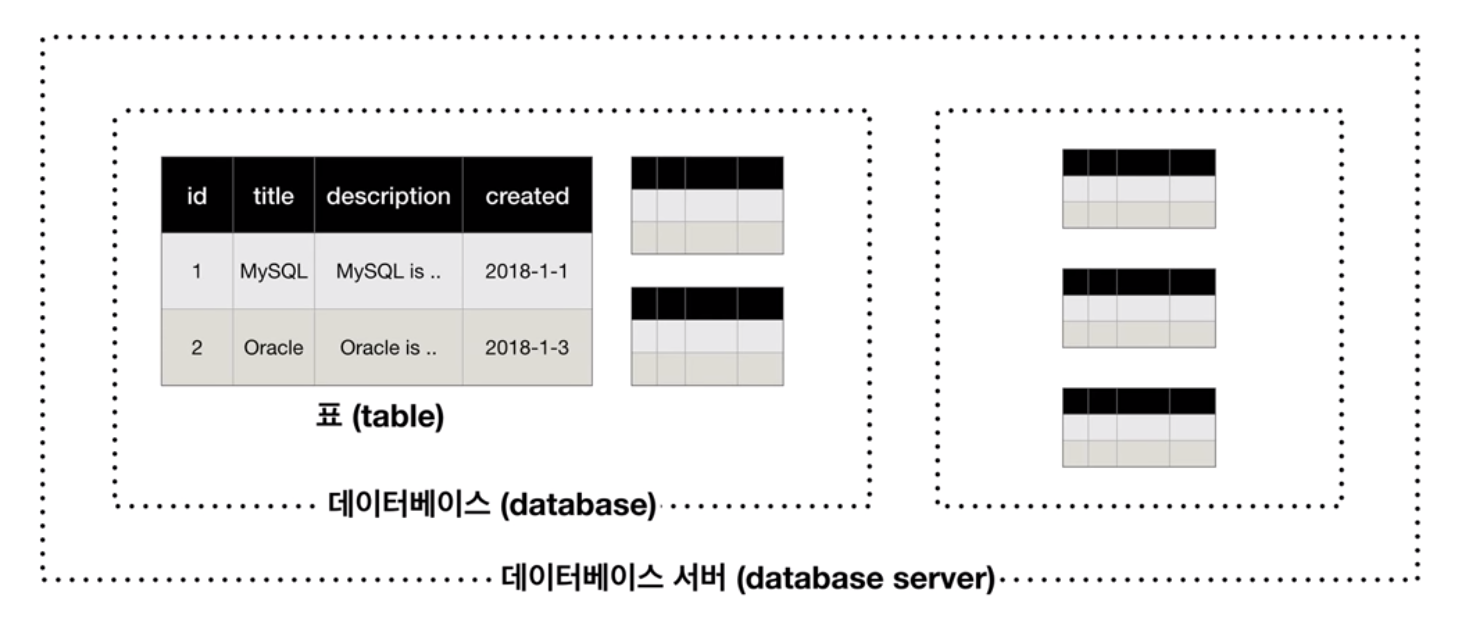 id title description created
1 MySQL MySQL is .. 2018-1-1
2 Oracle Oracle is .. 2018-1-3
표 (table)
데이터베이스 (database)
데이터베이스 서버 (database server)